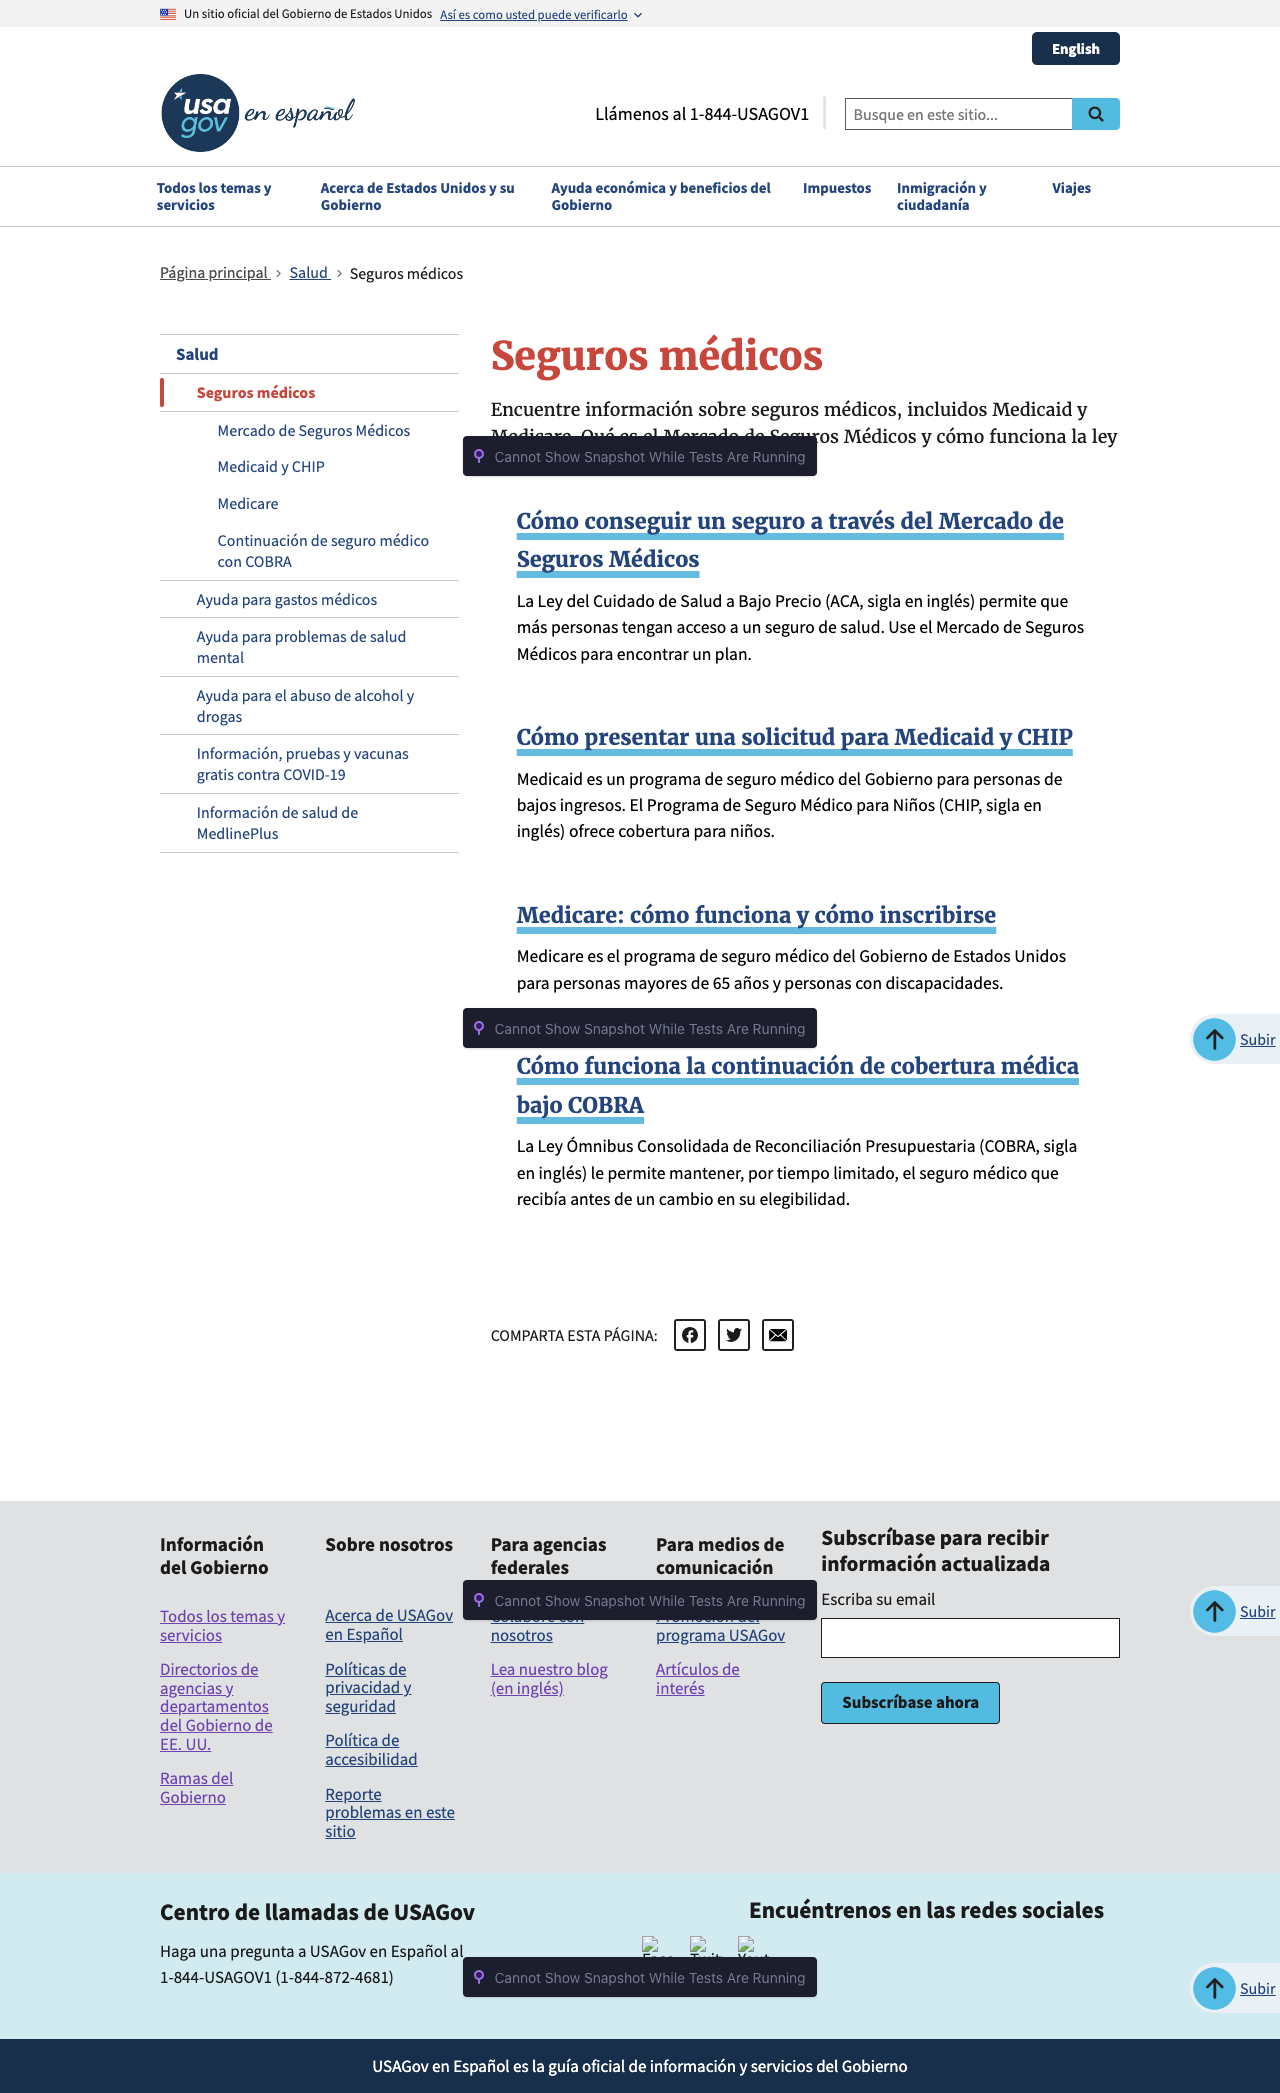 Un sitio oficial del Gobierno de Estados Unidos Así es como usted puede verificarlo
English
usa gov en español
Llámenos al 1-844-USAGOV1
Busque en este sitio...
Todos los temas y servicios
Acerca de Estados Unidos y su Gobierno
Ayuda económica y beneficios del Gobierno
Impuestos
Inmigración y ciudadanía
Viajes
Página principal Salud Seguros médicos
Salud
Seguros médicos
Mercado de Seguros Médicos
Medicaid y CHIP
Medicare
Continuación de seguro médico
con COBRA
Ayuda para gastos médicos
Ayuda para problemas de salud
mental
Ayuda para el abuso de alcohol y
drogas
Información, pruebas y vacunas
gratis contra COVID-19
Información de salud de
MedlinePlus
Seguros médicos
Encuentre información sobre seguros médicos, incluidos Medicaid y
Medicare. Qué es el Mercado de Seguros Médicos y cómo funciona la ley
Cannot Show Snapshot While Tests Are Running
Cómo conseguir un seguro a través del Mercado de
Seguros Médicos
La Ley del Cuidado de Salud a Bajo Precio (ACA, sigla en inglés) permite que
más personas tengan acceso a un seguro de salud. Use el Mercado de Seguros
Médicos para encontrar un plan.
Cómo presentar una solicitud para Medicaid y CHIP
Medicaid es un programa de seguro médico del Gobierno para personas de
bajos ingresos. El Programa de Seguro Médico para Niños (CHIP, sigla en
inglés) ofrece cobertura para niños.
Medicare: cómo funciona y cómo inscribirse
Medicare es el programa de seguro médico del Gobierno de Estados Unidos
para personas mayores de 65 años y personas con discapacidades.
Cannot Show Snapshot While Tests Are Running
Subir
Cómo funciona la continuación de cobertura médica
bajo COBRA
La Ley Ómnibus Consolidada de Reconciliación Presupuestaria (COBRA, sigla
en inglés) le permite mantener, por tiempo limitado, el seguro médico que
recibía antes de un cambio en su elegibilidad.
COMPARTA ESTA PÁGINA:
Información
del Gobierno
Todos los temas y
servicios
Directorios de
agencias y
departamentos
del Gobierno de
EE. UU.
Ramas del
Gobierno
Sobre nosotros
Acerca de USAGov
en Español
Políticas de
privacidad y
seguridad
Política de
accesibilidad
Reporte
problemas en este
sitio
Para agencias
federales
Cannot Show Snapshot While Tests Are Running
Colabore con
nosotros
Lea nuestro blog
(en inglés)
Para medios de
comunicación
Promoción del
programa USAGov
Artículos de
interés
Subscríbase para recibir
información actualizada
Escriba su email
Subscríbase ahora
Subir
Centro de llamadas de USAGov
Haga una pregunta a USAGov en Español al
1-844-USAGOV1 (1-844-872-4681)
Encuéntrenos en las redes sociales
Cannot Show Snapshot While Tests Are Running
Subir
USAGov en Español es la guía oficial de información y servicios del Gobierno